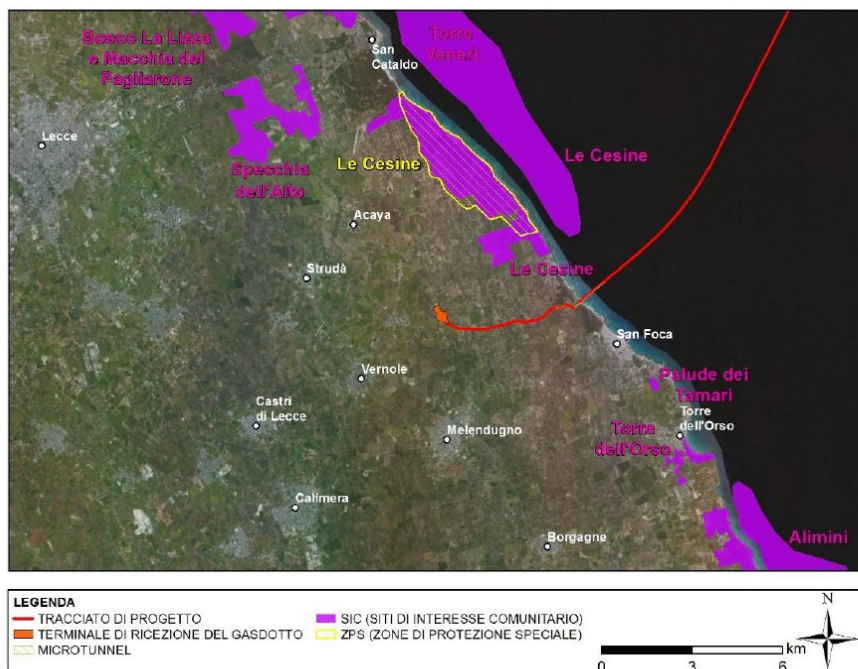 Bosco La Lizza
e Macchia del
Pagliarone
San
Cataldo
Torre
Veneri
Lecce
Le Cesine
Le Cesine
Specchia
dell'Alto
Acaya
Le Cesine
Strudà
San Foca
Vernole
Palude dei
Tamari
Castri
di Lecce
Melendugno
Torre
dell'Orso
Torre
dell'Orso
Calimera
Borgagne
Alimini
LEGENDA
TRACCIATO DI PROGETTO
TERMINALE DI RICEZIONE DEL GASDOTTO
MICROTUNNEL
SIC (SITI DI INTERESSE COMUNITARIO)
ZPS (ZONE DI PROTEZIONE SPECIALE)
N
km
0 3 6